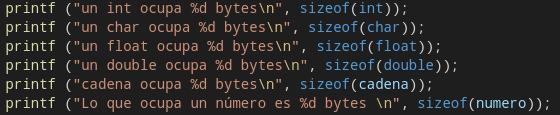 printf ("un int ocupa %d bytes\n", sizeof(int));
printf ("un char ocupa %d bytes\n", sizeof(char));
printf ("un float ocupa %d bytes\n", sizeof(float));
printf ("un double ocupa %d bytes\n", sizeof(double));
printf ("cadena ocupa %d bytes\n", sizeof(cadena));
printf ("Lo que ocupa un número es %d bytes \n", sizeof(numero));